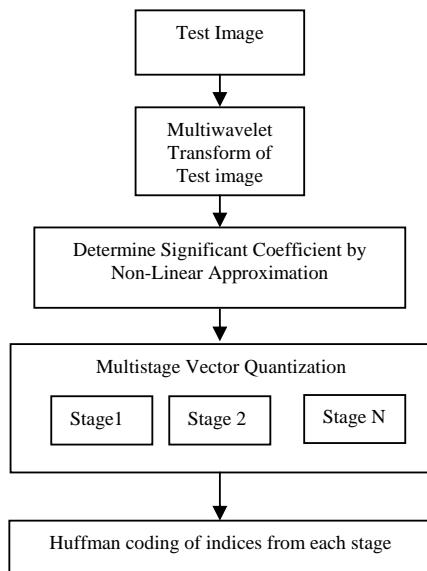 Test Image
Multiwavelet
Transform of
Test image
Determine Significant Coefficient by
Non-Linear Approximation
Multistage Vector Quantization
Stage1 Stage 2 Stage N
Huffman coding of indices from each stage